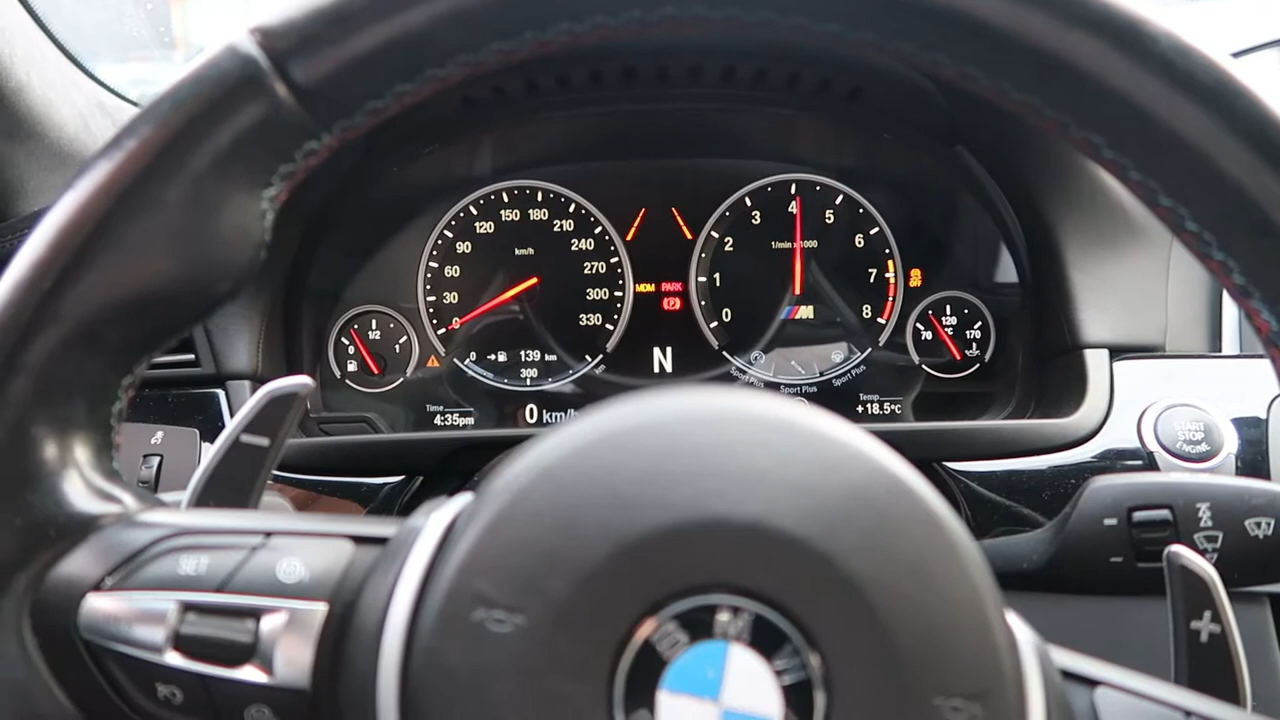 150 180
120 210
90 km/h 240
60 270
30 300
0 330
0 139 km
300
km
0 1/2 1
Time
4:35pm
0 km/h
MDM PARK
(P)
N
4
3 5
2 1/min x1000 6
1 7
0 M 8
Sport Plus Sport Plus Sport Plus
OFF
120
70 °C 170
Temp
+18.5°C
START
STOP
ENGINE
SET
B M W
+